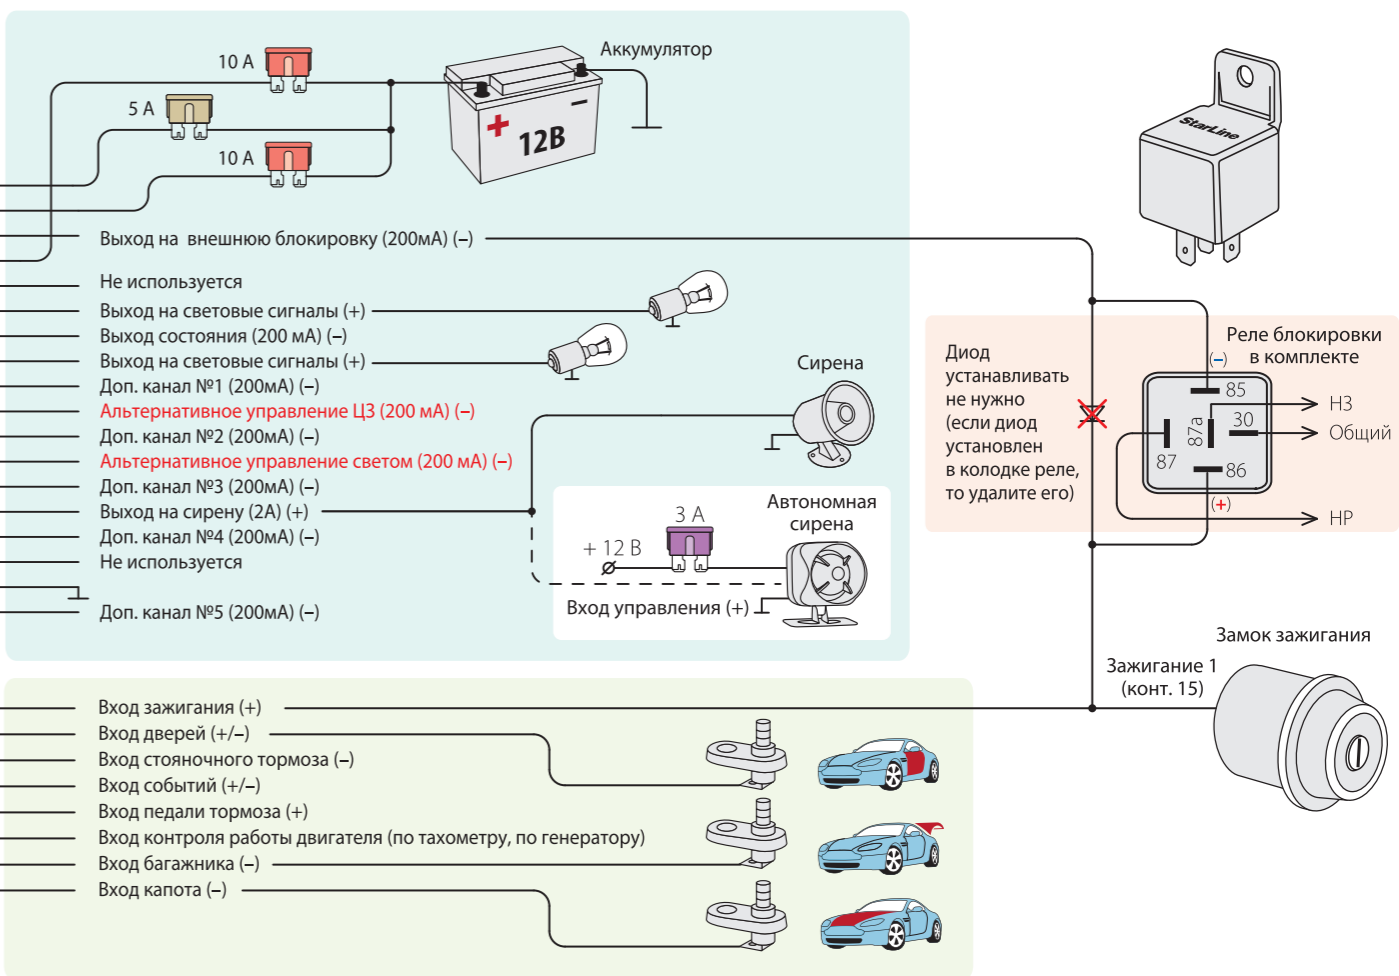 10 А
Аккумулятор
5 А
+ 12В –
10 А
StarLine
Выход на внешнюю блокировку (200мА) (–)
Не используется
Выход на световые сигналы (+)
Выход состояния (200 мА) (–)
Выход на световые сигналы (+)
Доп. канал №1 (200мА) (–)
Альтернативное управление ЦЗ (200 мА) (–)
Доп. канал №2 (200мА) (–)
Альтернативное управление светом (200 мА) (–)
Доп. канал №3 (200мА) (–)
Выход на сирену (2А) (+)
Доп. канал №4 (200мА) (–)
Не используется
Доп. канал №5 (200мА) (–)
Сирена
Автономная
сирена
3 А
+ 12 В
Вход управления (+)
Диод
устанавливать
не нужно
(если диод
установлен
в колодке реле,
то удалите его)
Реле блокировки
в комплекте
(–)
85
НЗ
87а
30
Общий
87
86
(+)
НР
Замок зажигания
Зажигание 1
(конт. 15)
Вход зажигания (+)
Вход дверей (+/–)
Вход стояночного тормоза (–)
Вход событий (+/–)
Вход педали тормоза (+)
Вход контроля работы двигателя (по тахометру, по генератору)
Вход багажника (–)
Вход капота (–)